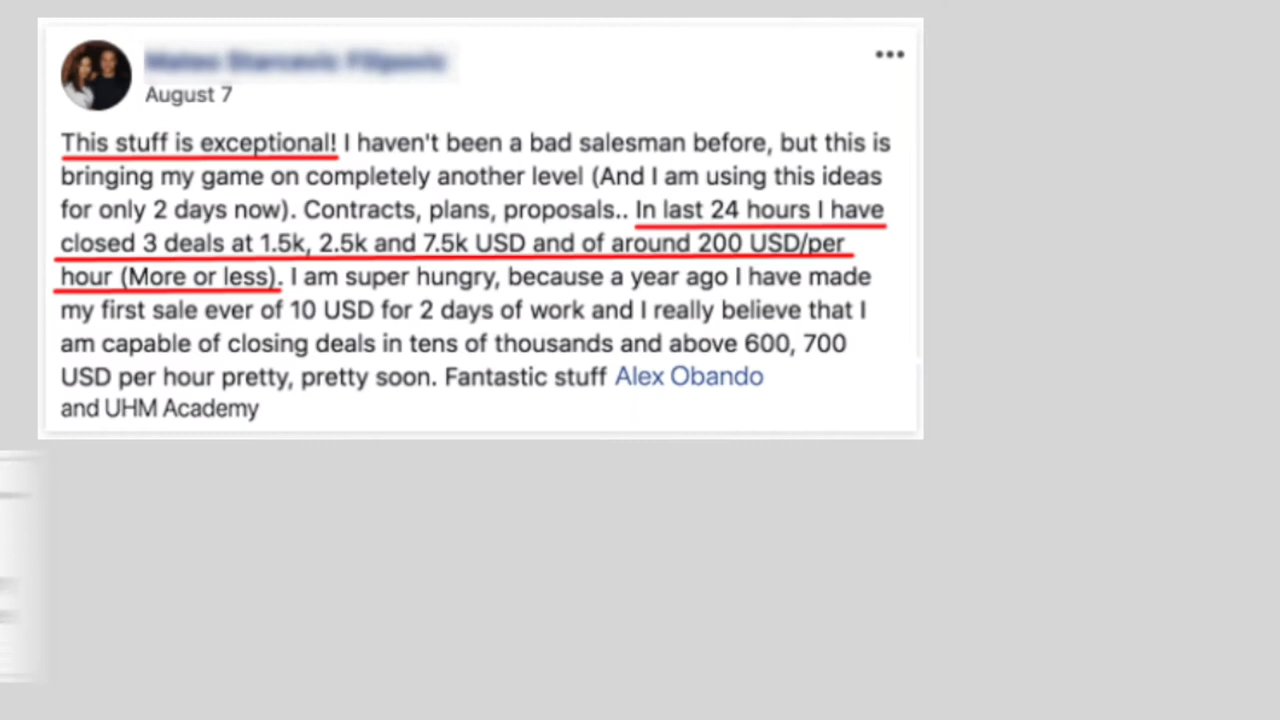 August 7
This stuff is exceptional! I haven't been a bad salesman before, but this is
bringing my game on completely another level (And I am using this ideas
for only 2 days now). Contracts, plans, proposals.. In last 24 hours I have
closed 3 deals at 1.5k, 2.5k and 7.5k USD and of around 200 USD/per
hour (More or less). I am super hungry, because a year ago I have made
my first sale ever of 10 USD for 2 days of work and I really believe that I
am capable of closing deals in tens of thousands and above 600, 700
USD per hour pretty, pretty soon. Fantastic stuff Alex Obando
and UHM Academy